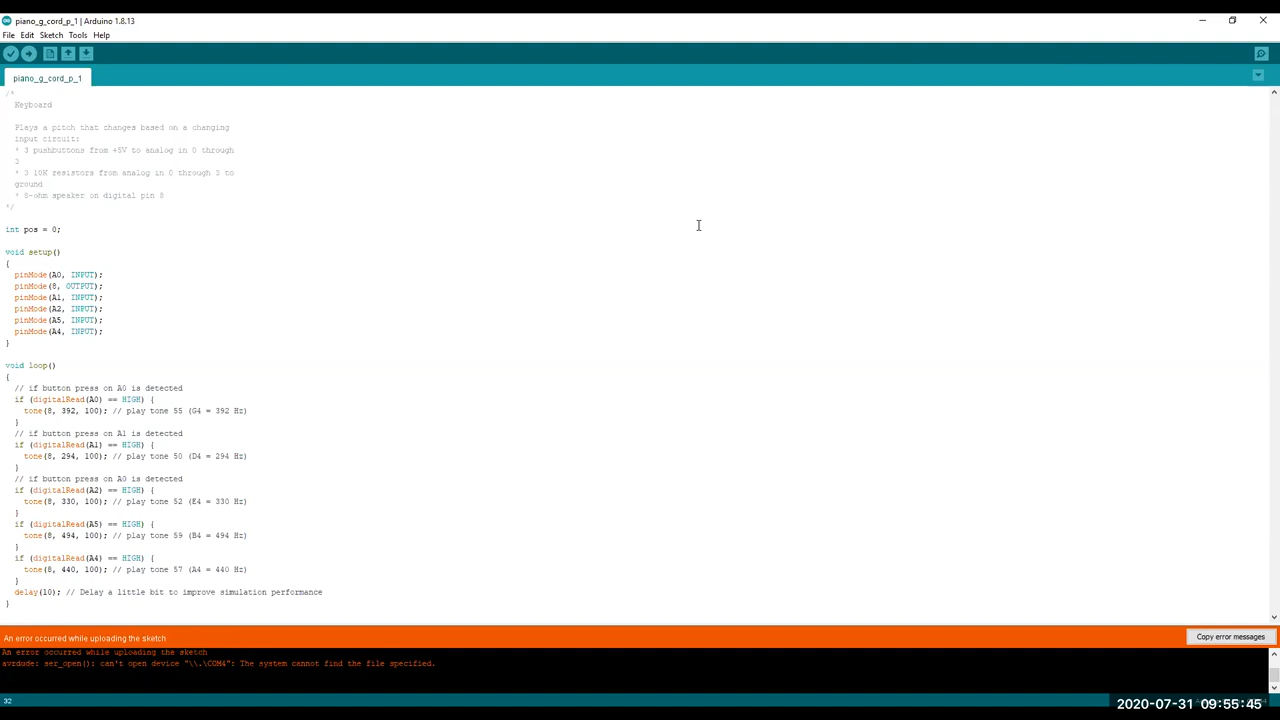 piano_g_cord_p_1 | Arduino 1.8.13
File Edit Sketch Tools Help
piano_g_cord_p_1
/*
Keyboard
Plays a pitch that changes based on a changing
input circuit:
* 3 pushbuttons from +5V to analog in 0 through
3
* 3 10K resistors from analog in 0 through 3 to
ground
* 8-ohm speaker on digital pin 8
*/
int pos = 0;
void setup()
{
pinMode(A0, INPUT);
pinMode(8, OUTPUT);
pinMode(A1, INPUT);
pinMode(A2, INPUT);
pinMode(A5, INPUT);
pinMode(A4, INPUT);
}
void loop()
{
// if button press on A0 is detected
if (digitalRead(A0) == HIGH) {
tone(8, 392, 100); // play tone 55 (G4 = 392 Hz)
}
// if button press on A1 is detected
if (digitalRead(A1) == HIGH) {
tone(8, 294, 100); // play tone 50 (D4 = 294 Hz)
}
// if button press on A0 is detected
if (digitalRead(A2) == HIGH) {
tone(8, 330, 100); // play tone 52 (E4 = 330 Hz)
}
if (digitalRead(A5) == HIGH) {
tone(8, 494, 100); // play tone 59 (B4 = 494 Hz)
}
if (digitalRead(A4) == HIGH) {
tone(8, 440, 100); // play tone 57 (A4 = 440 Hz)
}
delay(10); // Delay a little bit to improve simulation performance
}
An error occurred while uploading the sketch
Copy error messages
An error occurred while uploading the sketch
avrdude: ser_open(): can't open device "\\.\COM4": The system cannot find the file specified.
32
2020-07-31 09:55:45